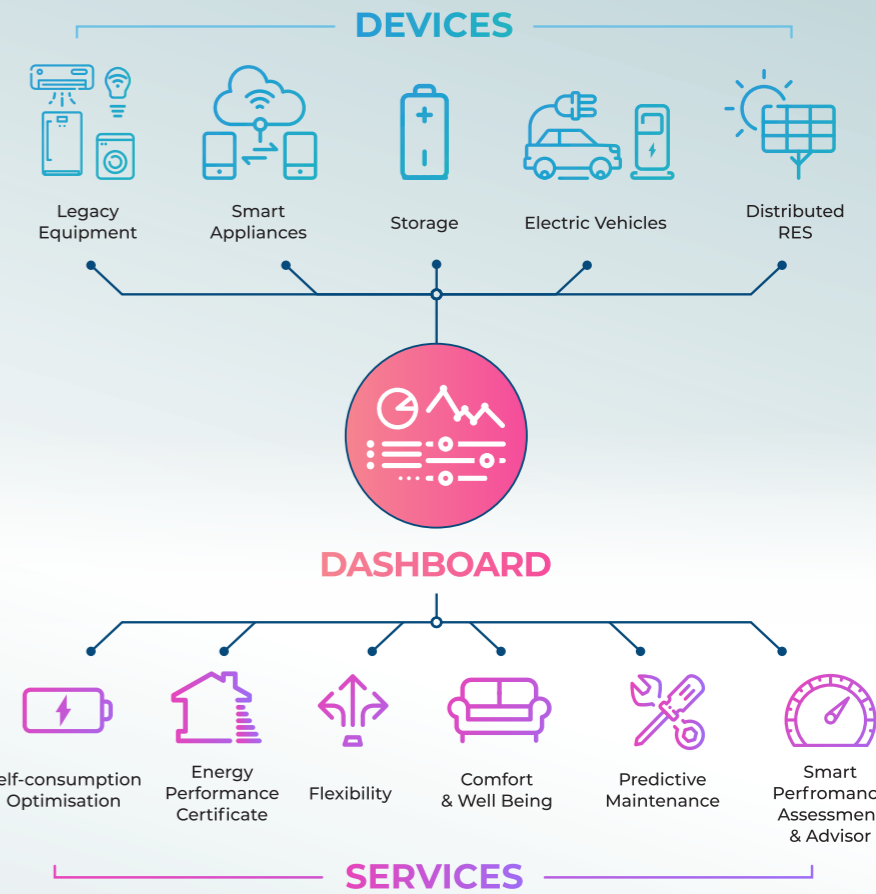 DEVICES
Legacy
Equipment
Smart
Appliances
Storage
Electric Vehicles
Distributed
RES
DASHBOARD
elf-consumption
Optimisation
Energy
Performance
Certificate
Flexibility
Comfort
& Well Being
Predictive
Maintenance
Smart
Perfromanc
Assessmen
& Advisor
SERVICES